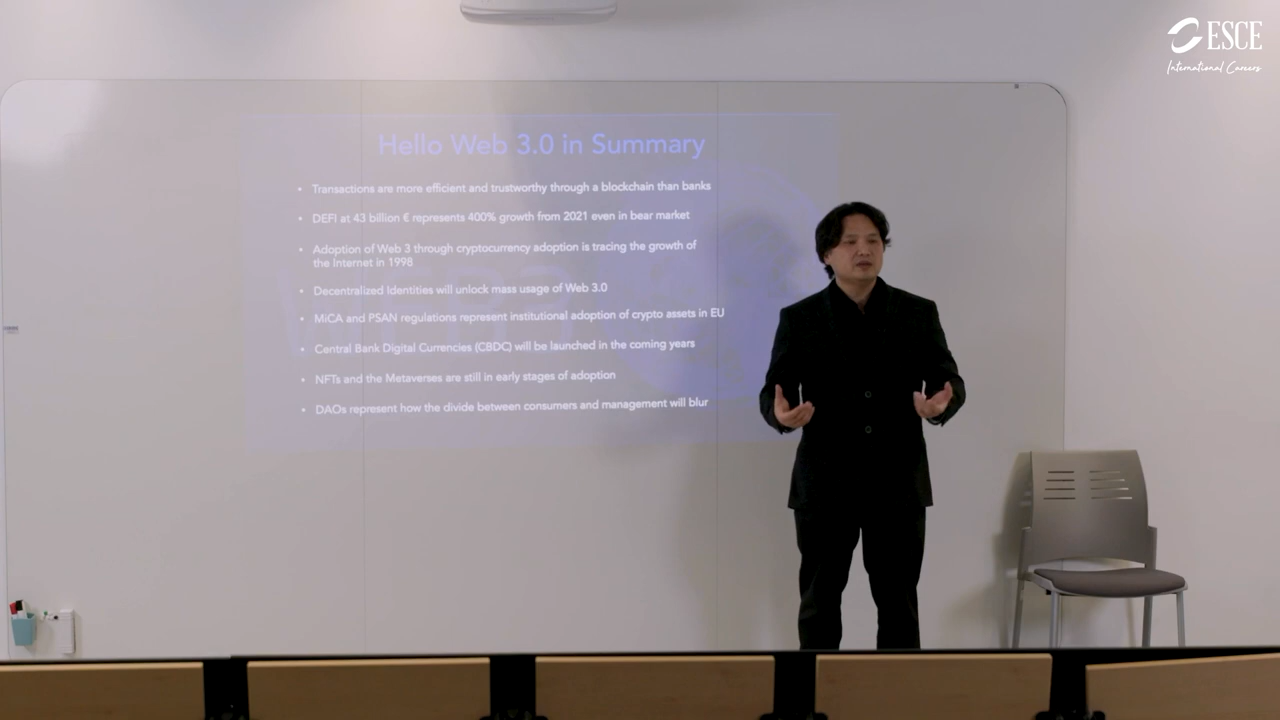 ESCE
International Careers
Hello Web 3.0 in Summary
• Transactions are more efficient and trustworthy through a blockchain than banks
• DEFI at 43 billion € represents 400% growth from 2021 even in bear market
• Adoption of Web 3 through cryptocurrency adoption is tracing the growth of
the Internet in 1998
• Decentralized Identities will unlock mass usage of Web 3.0
• MiCA and PSAN regulations represent institutional adoption of crypto assets in EU
• Central Bank Digital Currencies (CBDC) will be launched in the coming years
• NFTs and the Metaverses are still in early stages of adoption
• DAOs represent how the divide between consumers and management will blur